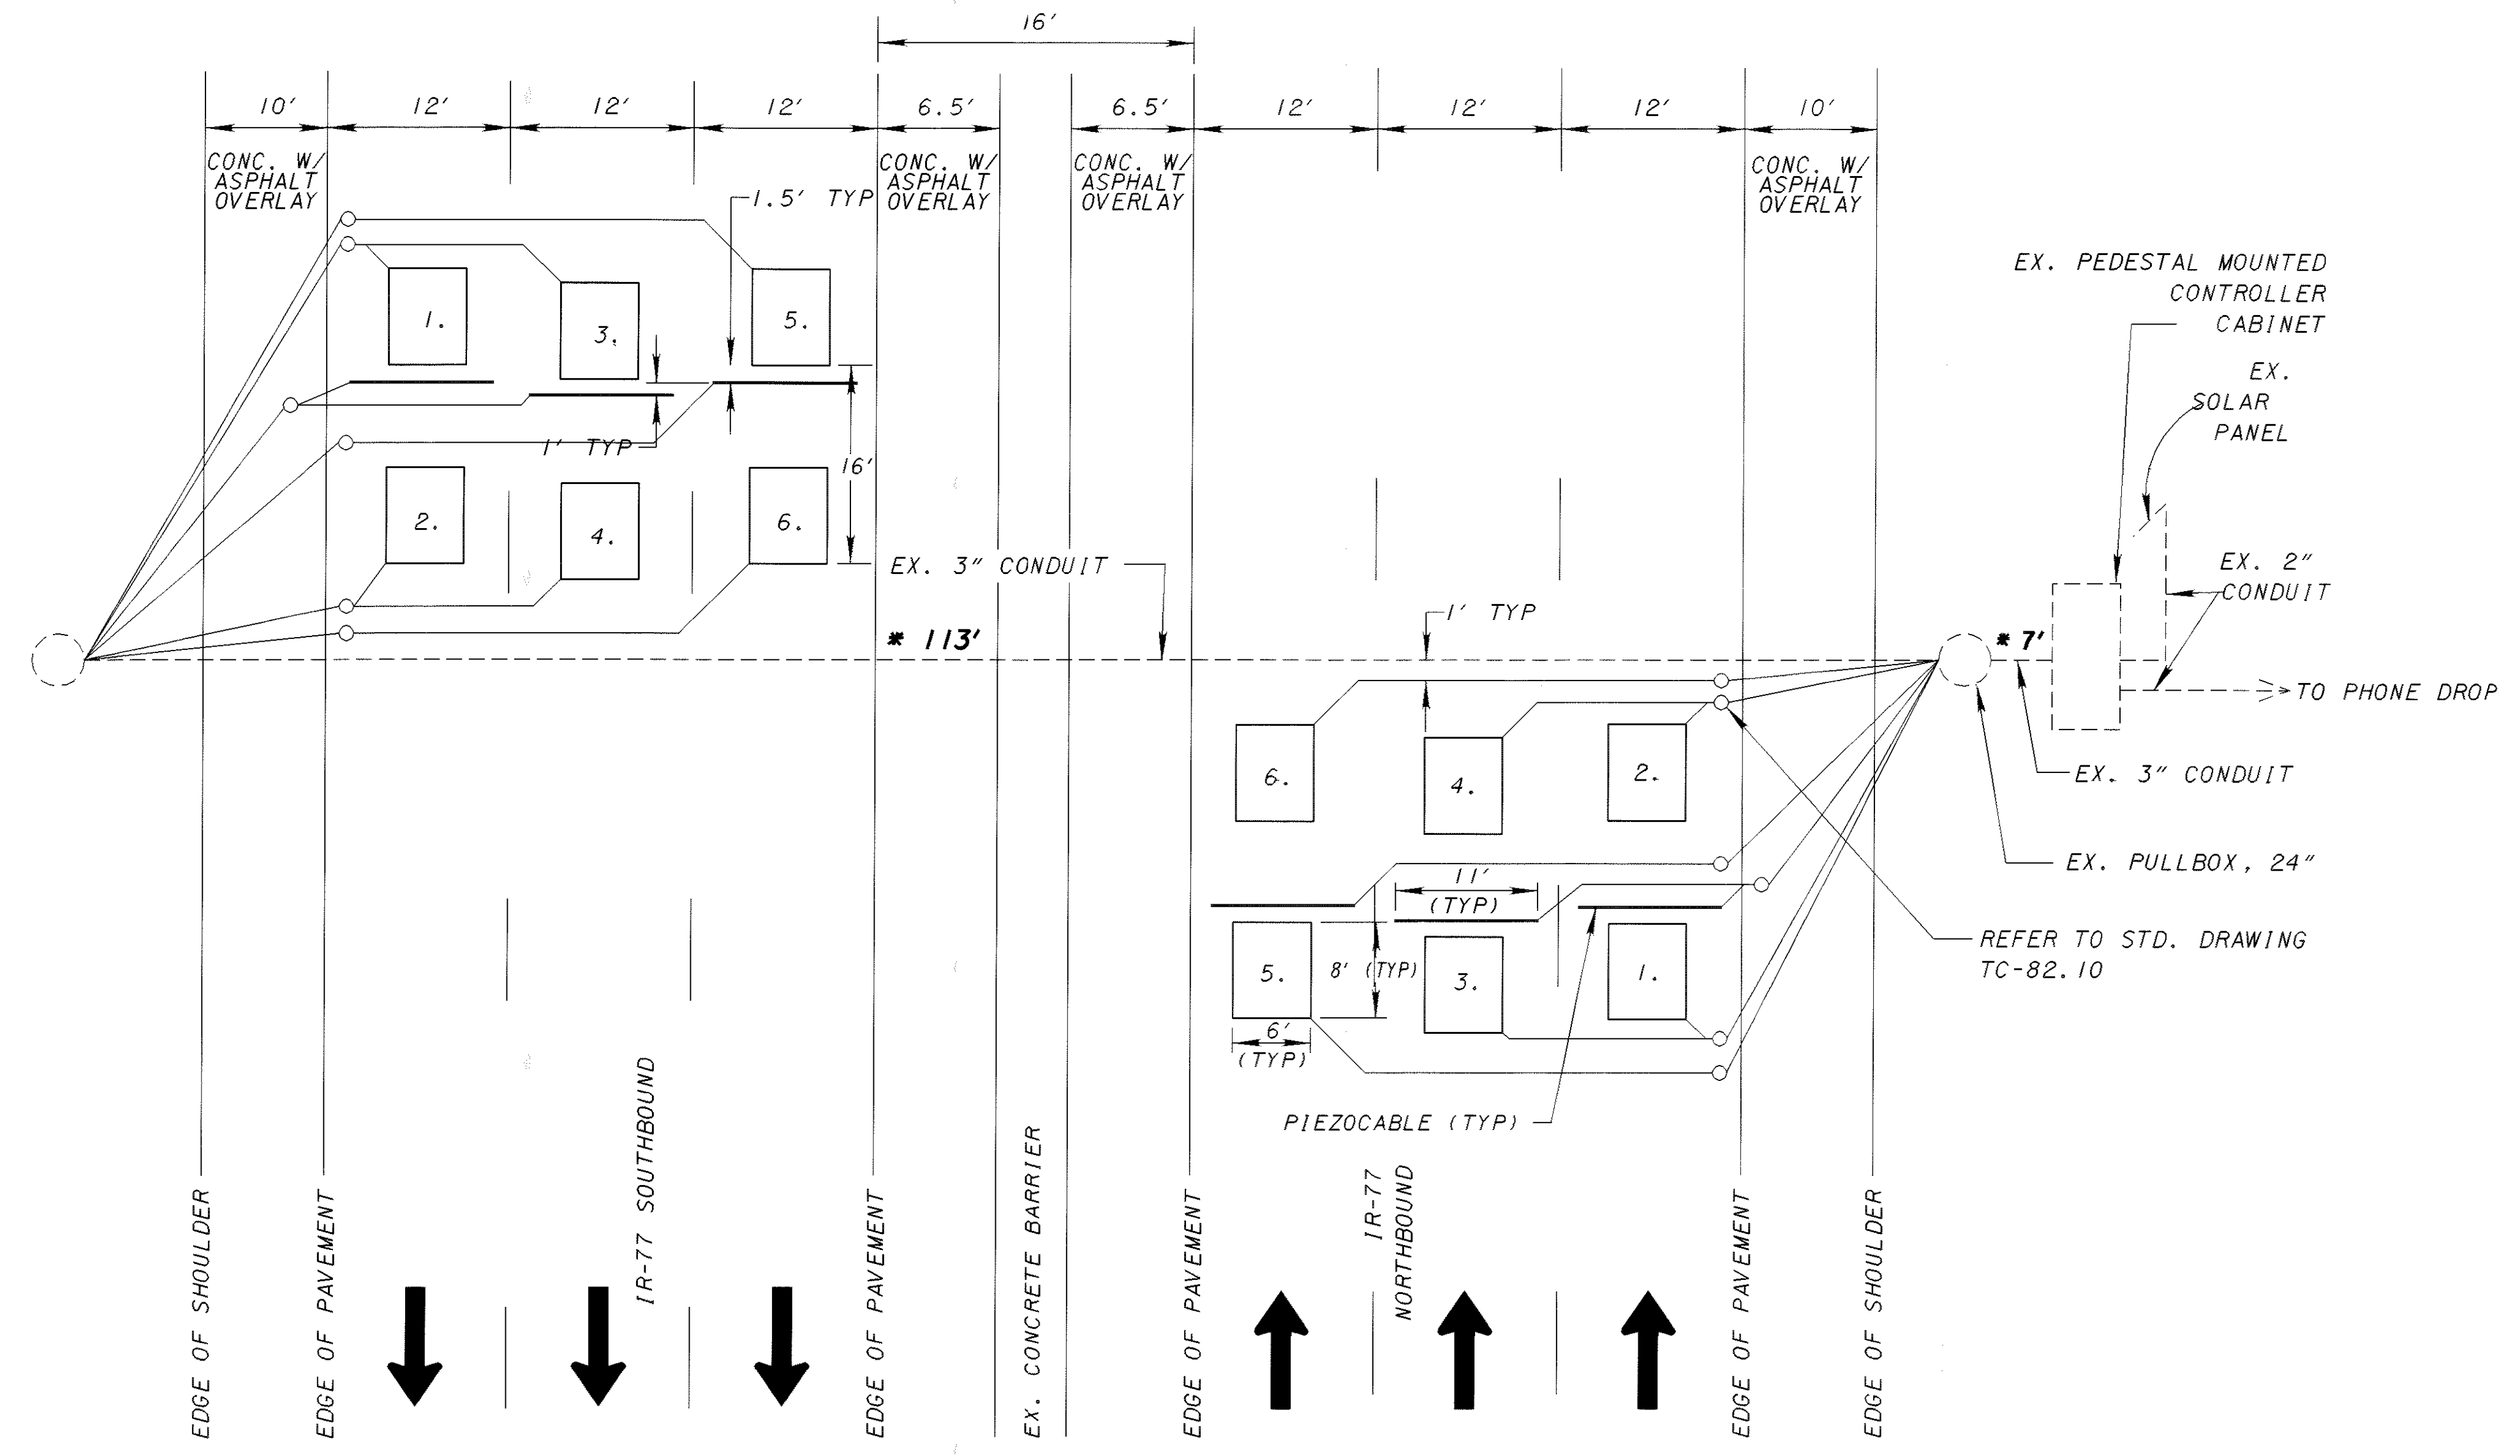 16'
10'
12'
12'
12'
6.5'
6.5'
12'
12'
12'
10'
CONC. W/
ASPHALT
OVERLAY
CONC. W/
ASPHALT
OVERLAY
CONC. W/
ASPHALT
OVERLAY
CONC. W/
ASPHALT
OVERLAY
1.5' TYP
EX. PEDESTAL MOUNTED
CONTROLLER
CABINET
1.
3.
5.
EX.
SOLAR
PANEL
1' TYP
16'
2.
4.
6.
EX. 3" CONDUIT
EX. 2"
CONDUIT
1' TYP
* 113'
* 7'
TO PHONE DROP
6.
4.
2.
EX. 3" CONDUIT
EX. PULLBOX, 24"
11'
(TYP)
REFER TO STD. DRAWING
TC-82.10
5.
8' (TYP)
3.
1.
6'
(TYP)
PIEZOCABLE (TYP)
EDGE OF SHOULDER
EDGE OF PAVEMENT
IR-77 SOUTHBOUND
EDGE OF PAVEMENT
EX. CONCRETE BARRIER
EDGE OF PAVEMENT
IR-77
NORTHBOUND
EDGE OF PAVEMENT
EDGE OF SHOULDER